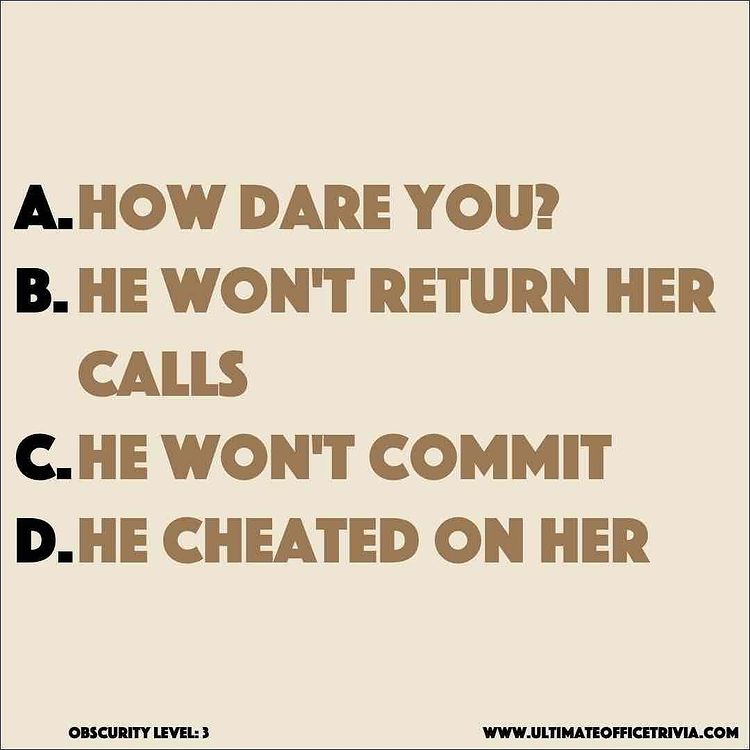 A. HOW DARE YOU?
B. HE WON'T RETURN HER
CALLS
C. HE WON'T COMMIT
D. HE CHEATED ON HER
OBSCURITY LEVEL: 3
WWW.ULTIMATEOFFICETRIVIA.COM